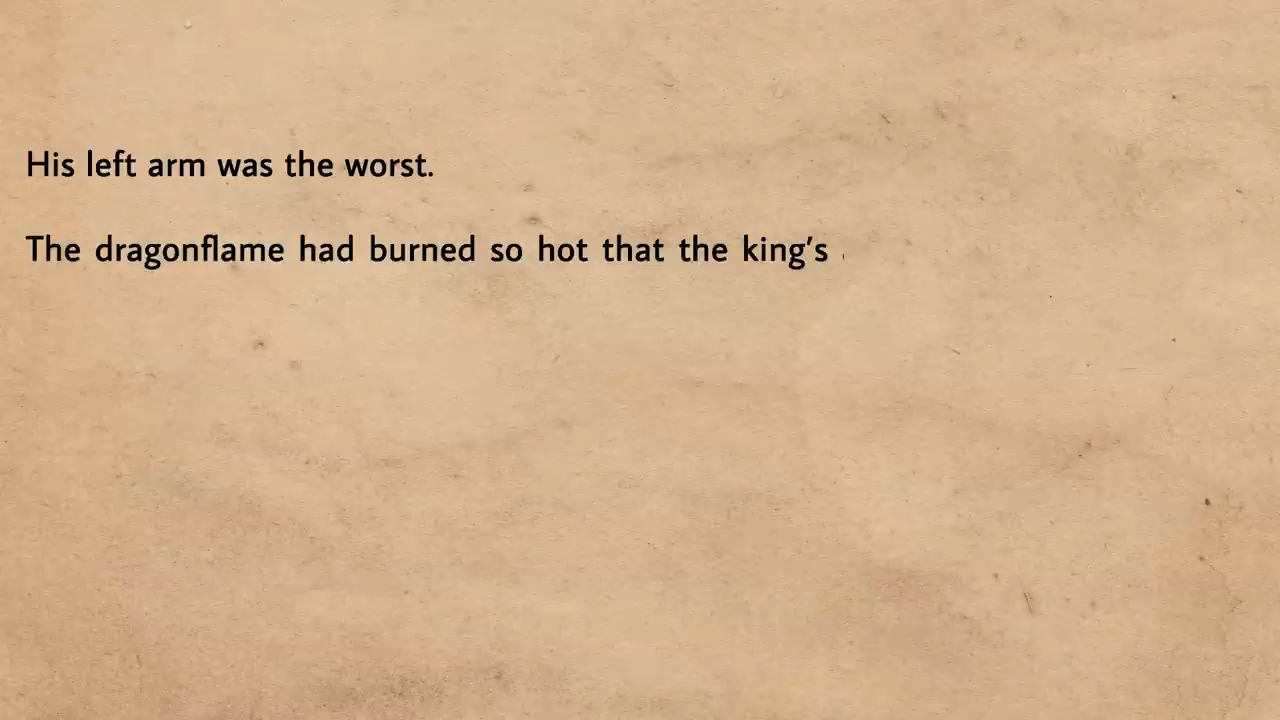 His left arm was the worst.
The dragonflame had burned so hot that the king's